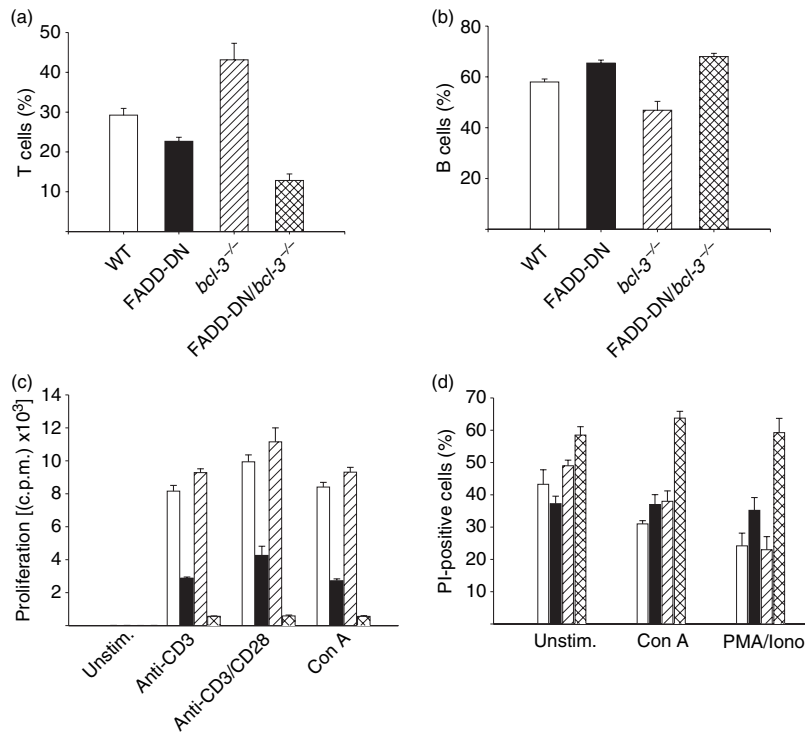 (a)
T cells (%)
50
40
30
20
10
WT
FADD-DN
bcl-3⁻/⁻
FADD-DN/bcl-3⁻/⁻
(b)
B cells (%)
80
60
40
20
WT
FADD-DN
bcl-3⁻/⁻
FADD-DN/bcl-3⁻/⁻
(c)
Proliferation [(c.p.m.) x10³]
14
12
10
8
6
4
2
Unstim.
Anti-CD3
Anti-CD3/CD28
Con A
(d)
PI-positive cells (%)
70
60
50
40
30
20
10
Unstim.
Con A
PMA/Iono